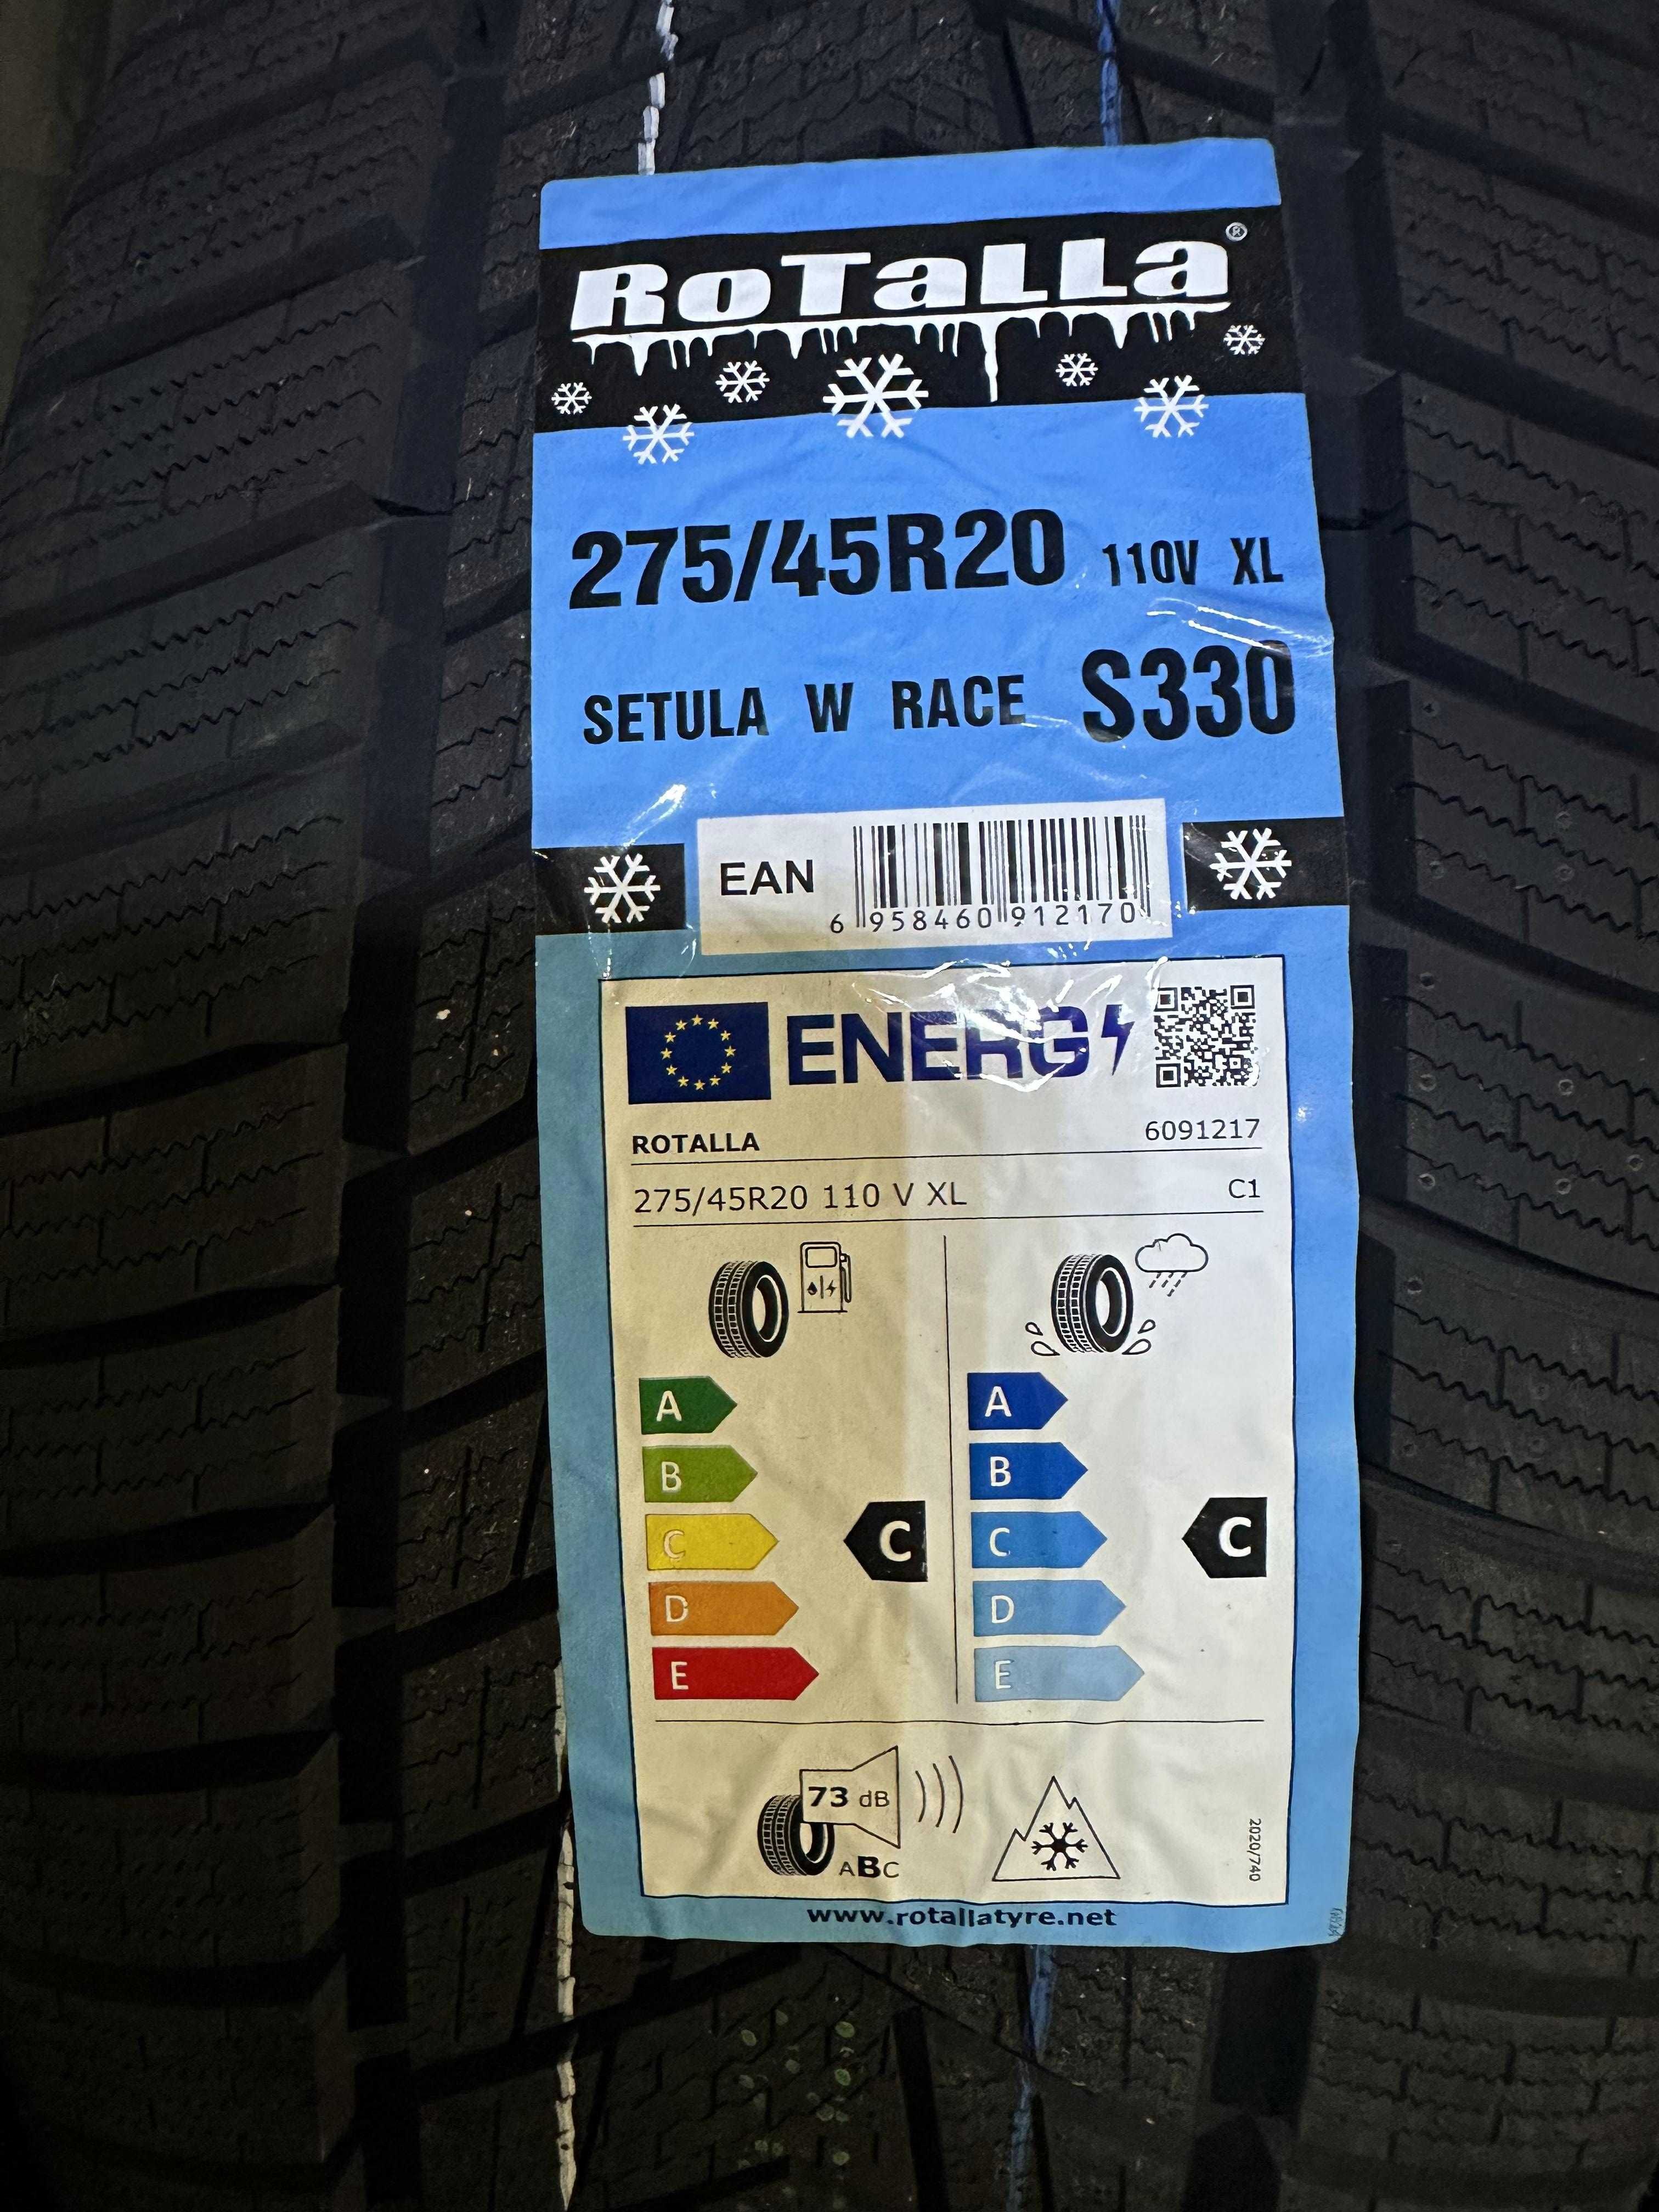 RoTaLLa®
275/45R20 110V XL
SETULA W RACE S330
EAN
6 958460 912170
ENERG
ROTALLA 6091217
275/45R20 110 V XL C1
A A
B B
C C C C
D D
E E
73 dB
ABC
2020/740
www.rotallatyre.net